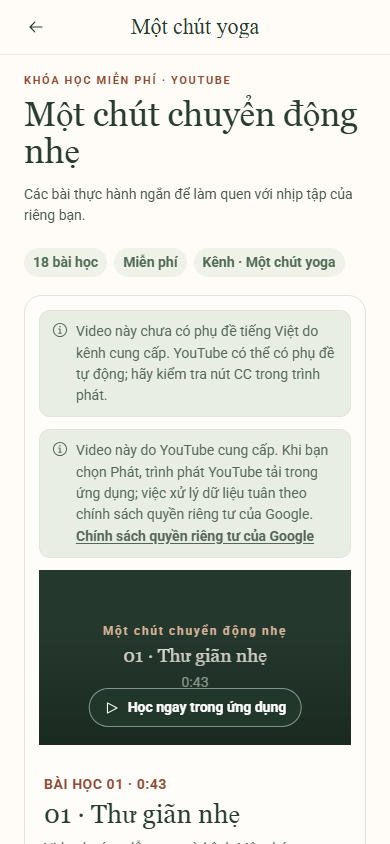 Một chút yoga
KHÓA HỌC MIỄN PHÍ · YOUTUBE
Một chút chuyển động
nhẹ
Các bài thực hành ngắn để làm quen với nhịp tập của
riêng bạn.
18 bài học
Miễn phí
Kênh · Một chút yoga
Video này chưa có phụ đề tiếng Việt do
kênh cung cấp. YouTube có thể có phụ đề
tự động; hãy kiểm tra nút CC trong trình
phát.
Video này do YouTube cung cấp. Khi bạn
chọn Phát, trình phát YouTube tải trong
ứng dụng; việc xử lý dữ liệu tuân theo
chính sách quyền riêng tư của Google.
Chính sách quyền riêng tư của Google
Một chút chuyển động nhẹ
01 · Thư giãn nhẹ
0:43
Học ngay trong ứng dụng
BÀI HỌC 01 · 0:43
01 · Thư giãn nhẹ